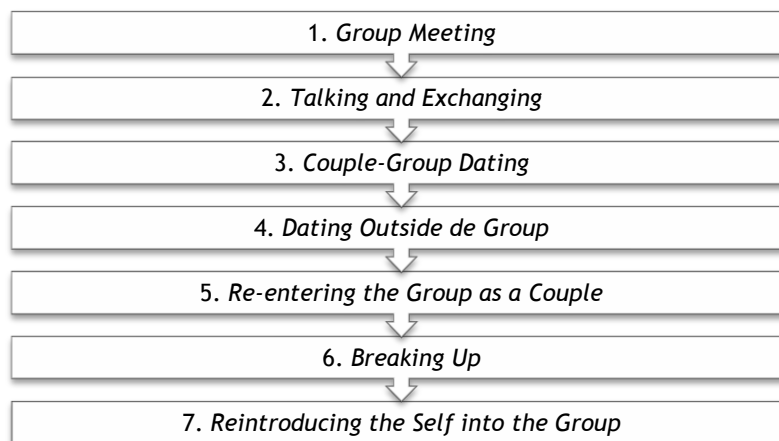 1. Group Meeting
2. Talking and Exchanging
3. Couple-Group Dating
4. Dating Outside de Group
5. Re-entering the Group as a Couple
6. Breaking Up
7. Reintroducing the Self into the Group